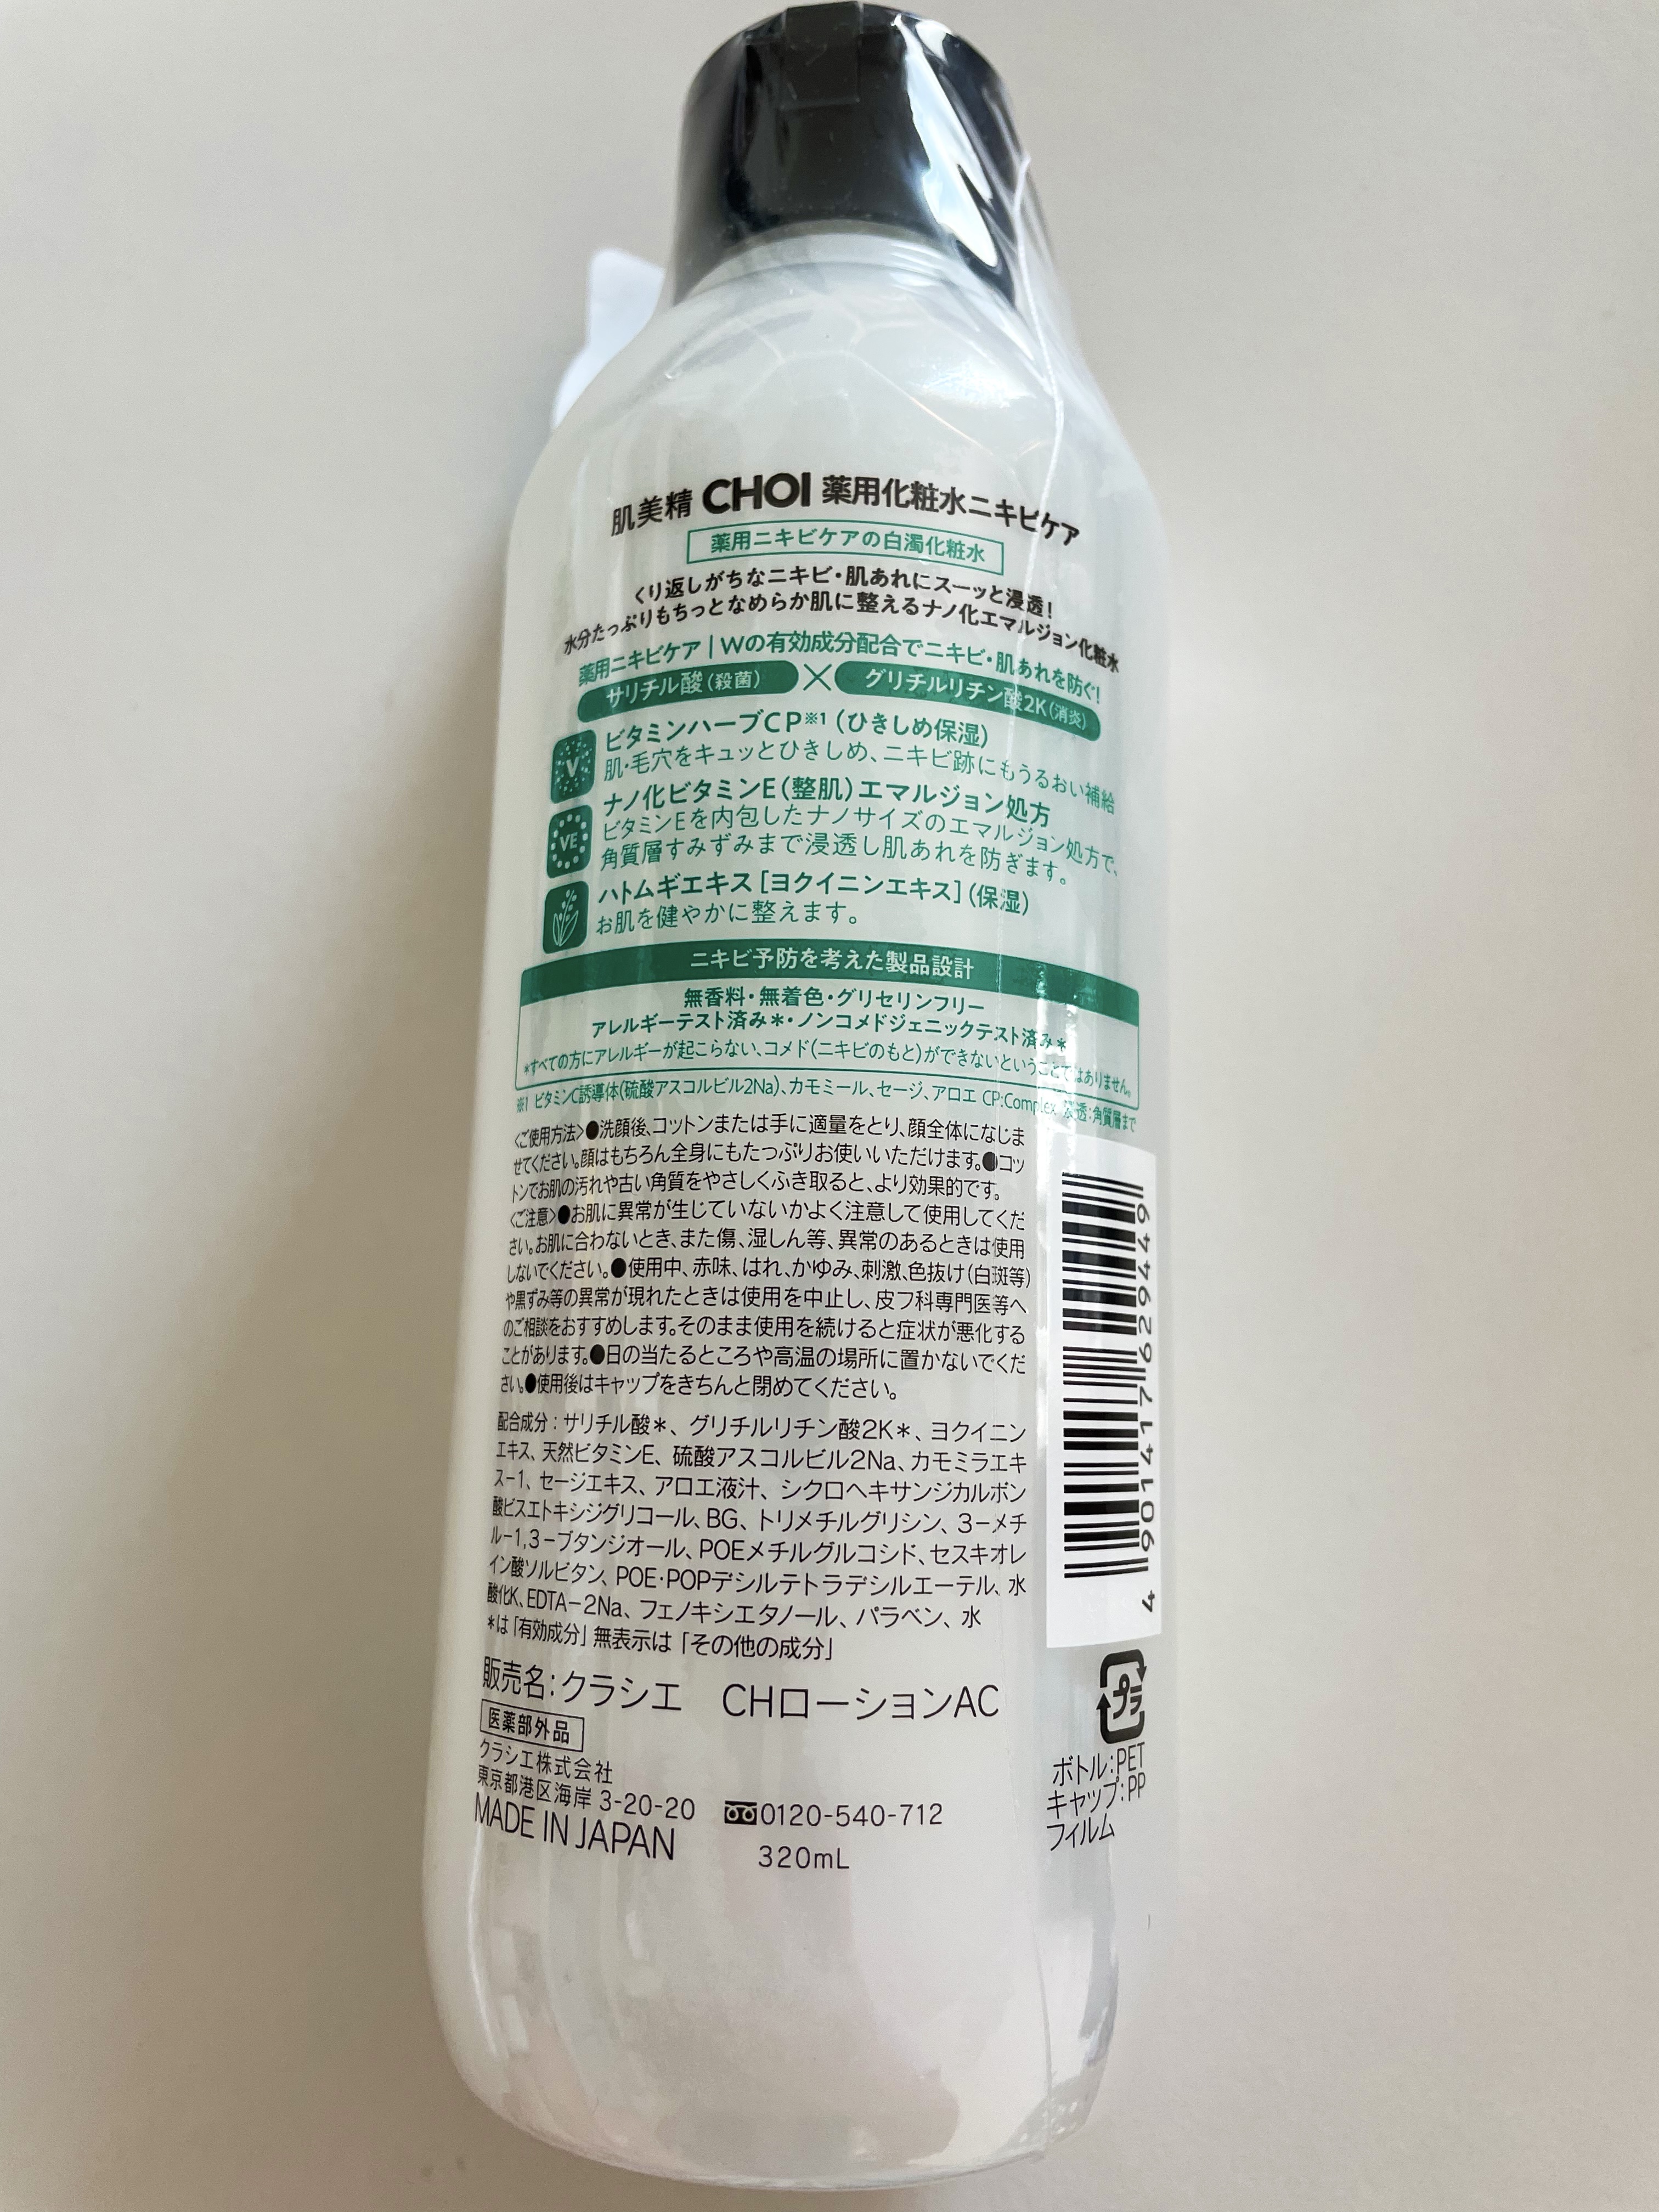 肌美精 CHOI 薬用化粧水ニキビケア
薬用ニキビケアの白濁化粧水
くり返しがちなニキビ・肌あれにスーッと浸透!
水分たっぷりもちっとなめらか肌に整えるナノ化エマルジョン化粧水
薬用ニキビケア|Wの有効成分配合でニキビ・肌あれを防ぐ!
サリチル酸(殺菌) × グリチルリチン酸2K(消炎)
V
ビタミンハーブCP※1(ひきしめ保湿)
肌・毛穴をキュッとひきしめ、ニキビ跡にもうるおい補給
VE
ナノ化ビタミンE(整肌)エマルジョン処方
ビタミンEを内包したナノサイズのエマルジョン処方で、
角質層すみずみまで浸透し肌あれを防ぎます。
ハトムギエキス[ヨクイニンエキス](保湿)
お肌を健やかに整えます。
ニキビ予防を考えた製品設計
無香料・無着色・グリセリンフリー
アレルギーテスト済み*・ノンコメドジェニックテスト済み*
*すべての方にアレルギーが起こらない、コメド(ニキビのもと)ができないということではありません。
※1 ビタミンC誘導体(硫酸アスコルビル2Na)、カモミール、セージ、アロエ CP:Complex 浸透:角質層まで
〈ご使用方法〉●洗顔後、コットンまたは手に適量をとり、顔全体になじま
せてください。顔はもちろん全身にもたっぷりお使いいただけます。●コッ
トンでお肌の汚れや古い角質をやさしくふき取ると、より効果的です。
〈ご注意〉●お肌に異常が生じていないかよく注意して使用してくだ
さい。お肌に合わないとき、また傷、湿しん等、異常のあるときは使用
しないでください。●使用中、赤味、はれ、かゆみ、刺激、色抜け(白斑等)
や黒ずみ等の異常が現れたときは使用を中止し、皮フ科専門医等へ
のご相談をおすすめします。そのまま使用を続けると症状が悪化する
ことがあります。●日の当たるところや高温の場所に置かないでくだ
さい。●使用後はキャップをきちんと閉めてください。
配合成分：サリチル酸*、グリチルリチン酸2K*、ヨクイニン
エキス、天然ビタミンE、硫酸アスコルビル2Na、カモミラエキ
ス-1、セージエキス、アロエ液汁、シクロヘキサンジカルボン
酸ビスエトキシジグリコール、BG、トリメチルグリシン、3-メチ
ル-1,3-ブタンジオール、POEメチルグルコシド、セスキオレ
イン酸ソルビタン、POE・POPデシルテトラデシルエーテル、水
酸化K、EDTA-2Na、フェノキシエタノール、パラベン、水
*は「有効成分」無表示は「その他の成分」
販売名：クラシエ CHローションAC
医薬部外品
クラシエ株式会社
東京都港区海岸 3-20-20
0120-540-712
MADE IN JAPAN
320mL
4 901417 629449
プラ
ボトル：PET
キャップ：PP
フィルム